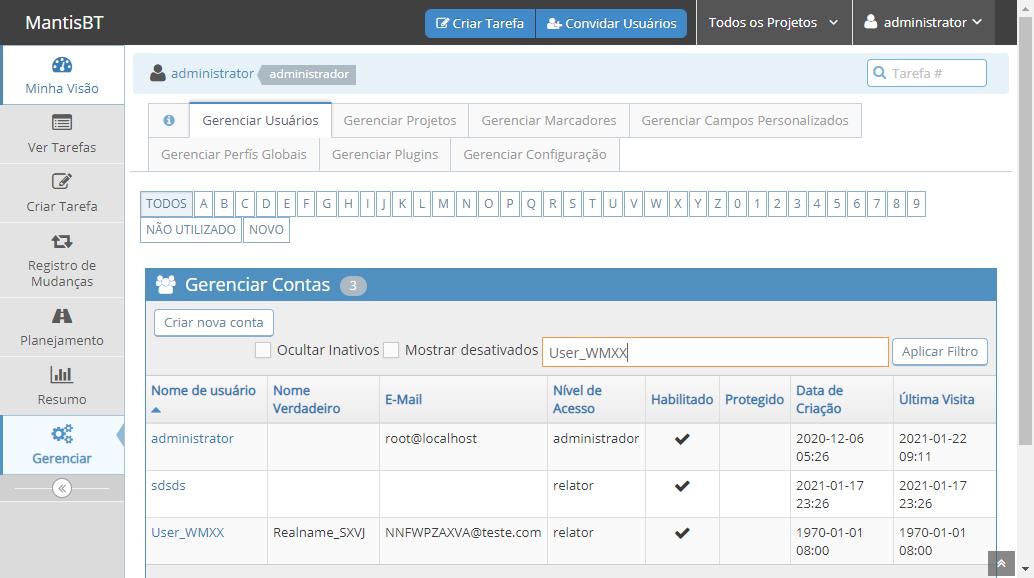 MantisBT
Criar Tarefa
Convidar Usuários
Todos os Projetos
administrator
Minha Visão
Ver Tarefas
Criar Tarefa
Registro de
Mudanças
Planejamento
Resumo
Gerenciar
administrator administrador
Tarefa #
Gerenciar Usuários Gerenciar Projetos Gerenciar Marcadores Gerenciar Campos Personalizados
Gerenciar Perfís Globais Gerenciar Plugins Gerenciar Configuração
TODOS A B C D E F G H I J K L M N O P Q R S T U V W X Y Z 0 1 2 3 4 5 6 7 8 9
NÃO UTILIZADO NOVO
Gerenciar Contas 3
Criar nova conta
Ocultar Inativos Mostrar desativados User_WMXX Aplicar Filtro
Nome de usuário
Nome
Verdadeiro
E-Mail
Nível de
Acesso
Habilitado
Protegido
Data de
Criação
Última Visita
administrator
root@localhost
administrador
2020-12-06
05:26
2021-01-22
09:11
sdsds
relator
2021-01-17
23:26
2021-01-17
23:26
User_WMXX
Realname_SXVJ
NNFWPZAXVA@teste.com
relator
1970-01-01
08:00
1970-01-01
08:00